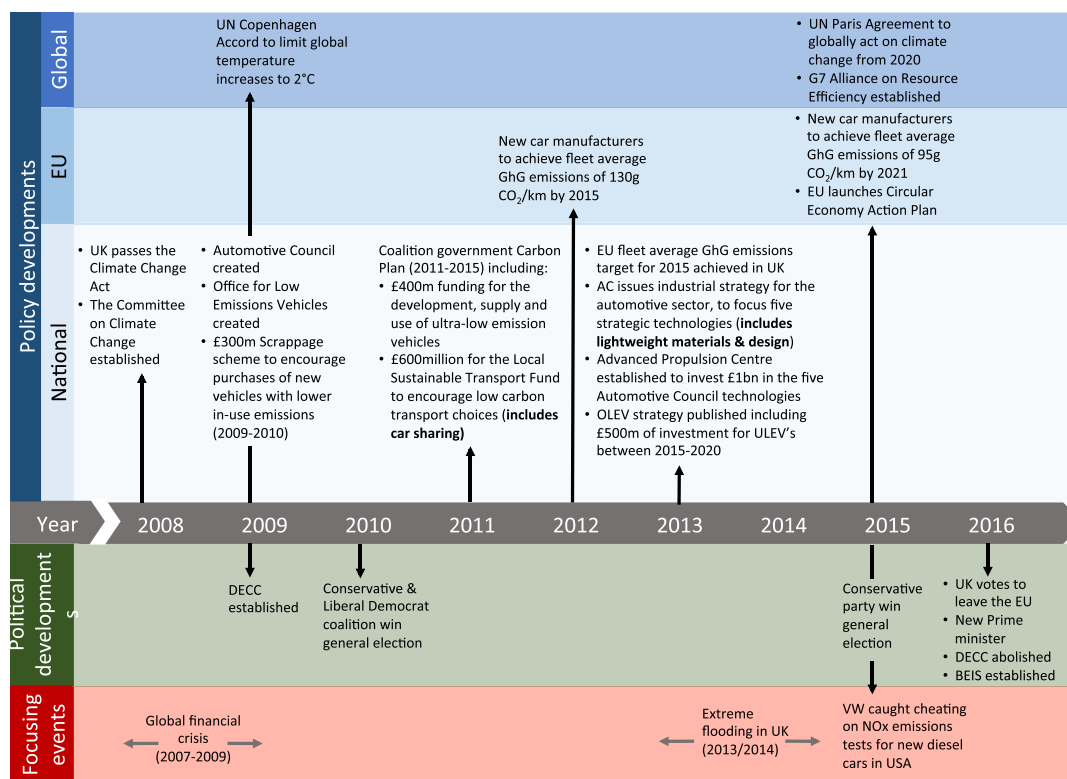 Policy developments
Global
UN Copenhagen
Accord to limit global
temperature
increases to 2°C
• UN Paris Agreement to
globally act on climate
change from 2020
• G7 Alliance on Resource
Efficiency established
EU
New car manufacturers
to achieve fleet average
GhG emissions of 130g
CO₂/km by 2015
• New car manufacturers
to achieve fleet average
GhG emissions of 95g
CO₂/km by 2021
• EU launches Circular
Economy Action Plan
National
• UK passes the
Climate Change
Act
• The Committee
on Climate
Change
established
• Automotive Council
created
• Office for Low
Emissions Vehicles
created
• £300m Scrappage
scheme to encourage
purchases of new
vehicles with lower
in-use emissions
(2009-2010)
Coalition government Carbon
Plan (2011-2015) including:
• £400m funding for the
development, supply and
use of ultra-low emission
vehicles
• £600million for the Local
Sustainable Transport Fund
to encourage low carbon
transport choices (includes
car sharing)
• EU fleet average GhG emissions
target for 2015 achieved in UK
• AC issues industrial strategy for the
automotive sector, to focus five
strategic technologies (includes
lightweight materials & design)
• Advanced Propulsion Centre
established to invest £1bn in the five
Automotive Council technologies
• OLEV strategy published including
£500m of investment for ULEV's
between 2015-2020
Year 2008 2009 2010 2011 2012 2013 2014 2015 2016
Political
development
s
DECC
established
Conservative &
Liberal Democrat
coalition win
general election
Conservative
party win
general
election
• UK votes to
leave the EU
• New Prime
minister
• DECC abolished
• BEIS established
Focusing
events
Global financial
crisis
(2007-2009)
Extreme
flooding in UK
(2013/2014)
VW caught cheating
on NOx emissions
tests for new diesel
cars in USA